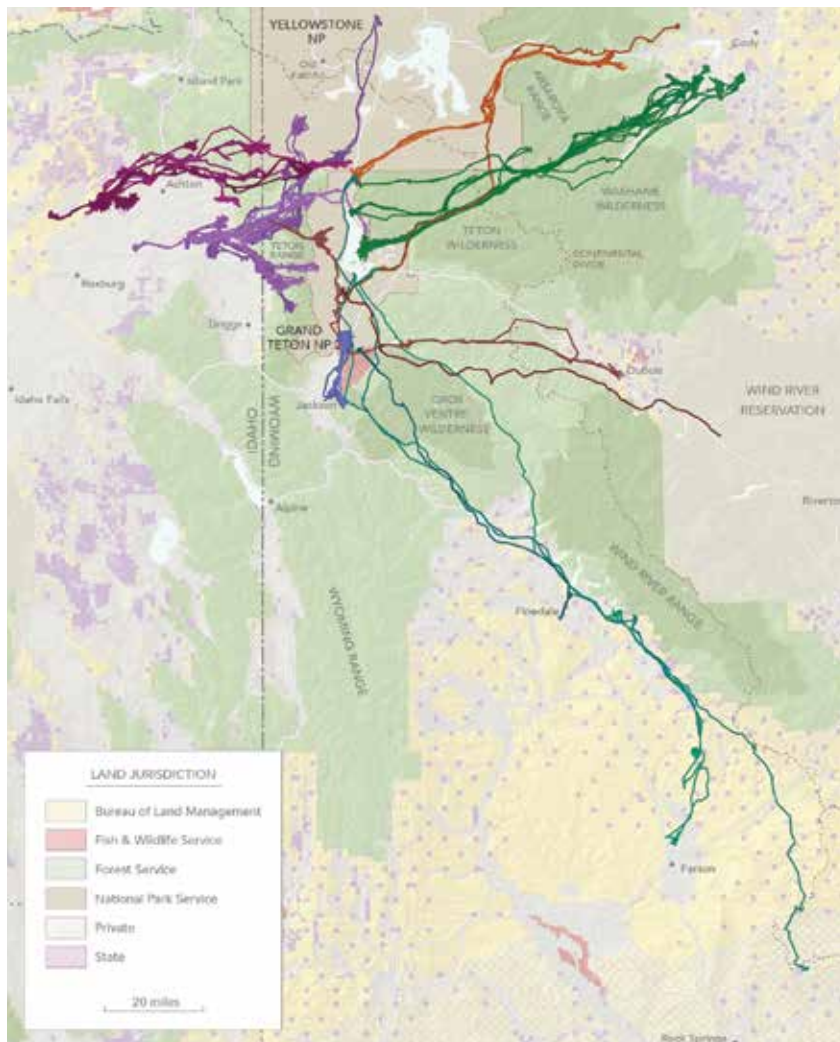 YELLOWSTONE
NP
Old
Faithful
Island Park
Cody
ABSAROKA
RANGE
Ashton
WASHAKIE
WILDERNESS
TETON
WILDERNESS
CONTINENTAL
DIVIDE
TETON
RANGE
Rexburg
Driggs
GRAND
TETON NP
Dubois
Idaho Falls
IDAHO
WYOMING
Jackson
GROS
VENTRE
WILDERNESS
WIND RIVER
RESERVATION
Alpine
Riverton
WIND RIVER RANGE
WYOMING RANGE
Pinedale
LAND JURISDICTION
Bureau of Land Management
Fish & Wildlife Service
Forest Service
National Park Service
Private
State
20 miles
Farson
Rock Springs